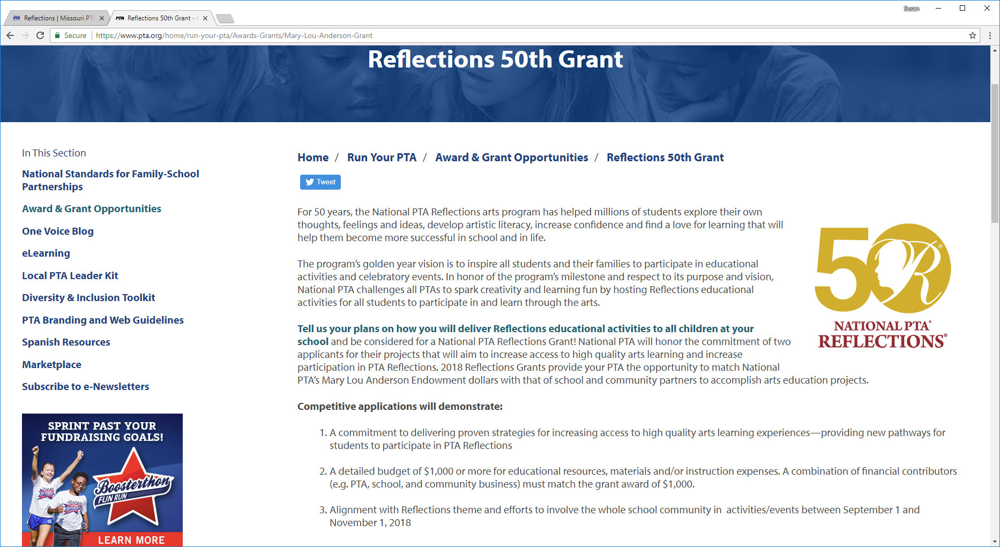 Susan
PTA Reflections | Missouri PT
PTA Reflections 50th Grant -
Secure https://www.pta.org/home/run-your-pta/Awards-Grants/Mary-Lou-Anderson-Grant
Reflections 50th Grant
In This Section
National Standards for Family-School
Partnerships
Award & Grant Opportunities
One Voice Blog
eLearning
Local PTA Leader Kit
Diversity & Inclusion Toolkit
PTA Branding and Web Guidelines
Spanish Resources
Marketplace
Subscribe to e-Newsletters
SPRINT PAST YOUR
FUNDRAISING GOALS!
Boosterthon
FUN RUN
LEARN MORE
Home / Run Your PTA / Award & Grant Opportunities / Reflections 50th Grant
Tweet
For 50 years, the National PTA Reflections arts program has helped millions of students explore their own
thoughts, feelings and ideas, develop artistic literacy, increase confidence and find a love for learning that will
help them become more successful in school and in life.
The program’s golden year vision is to inspire all students and their families to participate in educational
activities and celebratory events. In honor of the program’s milestone and respect to its purpose and vision,
National PTA challenges all PTAs to spark creativity and learning fun by hosting Reflections educational
activities for all students to participate in and learn through the arts.
50 R®
NATIONAL PTA®
REFLECTIONS®
Tell us your plans on how you will deliver Reflections educational activities to all children at your
school and be considered for a National PTA Reflections Grant! National PTA will honor the commitment of two
applicants for their projects that will aim to increase access to high quality arts learning and increase
participation in PTA Reflections. 2018 Reflections Grants provide your PTA the opportunity to match National
PTA’s Mary Lou Anderson Endowment dollars with that of school and community partners to accomplish arts education projects.
Competitive applications will demonstrate:
1. A commitment to delivering proven strategies for increasing access to high quality arts learning experiences—providing new pathways for
students to participate in PTA Reflections
2. A detailed budget of $1,000 or more for educational resources, materials and/or instruction expenses. A combination of financial contributors
(e.g. PTA, school, and community business) must match the grant award of $1,000.
3. Alignment with Reflections theme and efforts to involve the whole school community in  activities/events between September 1 and
November 1, 2018